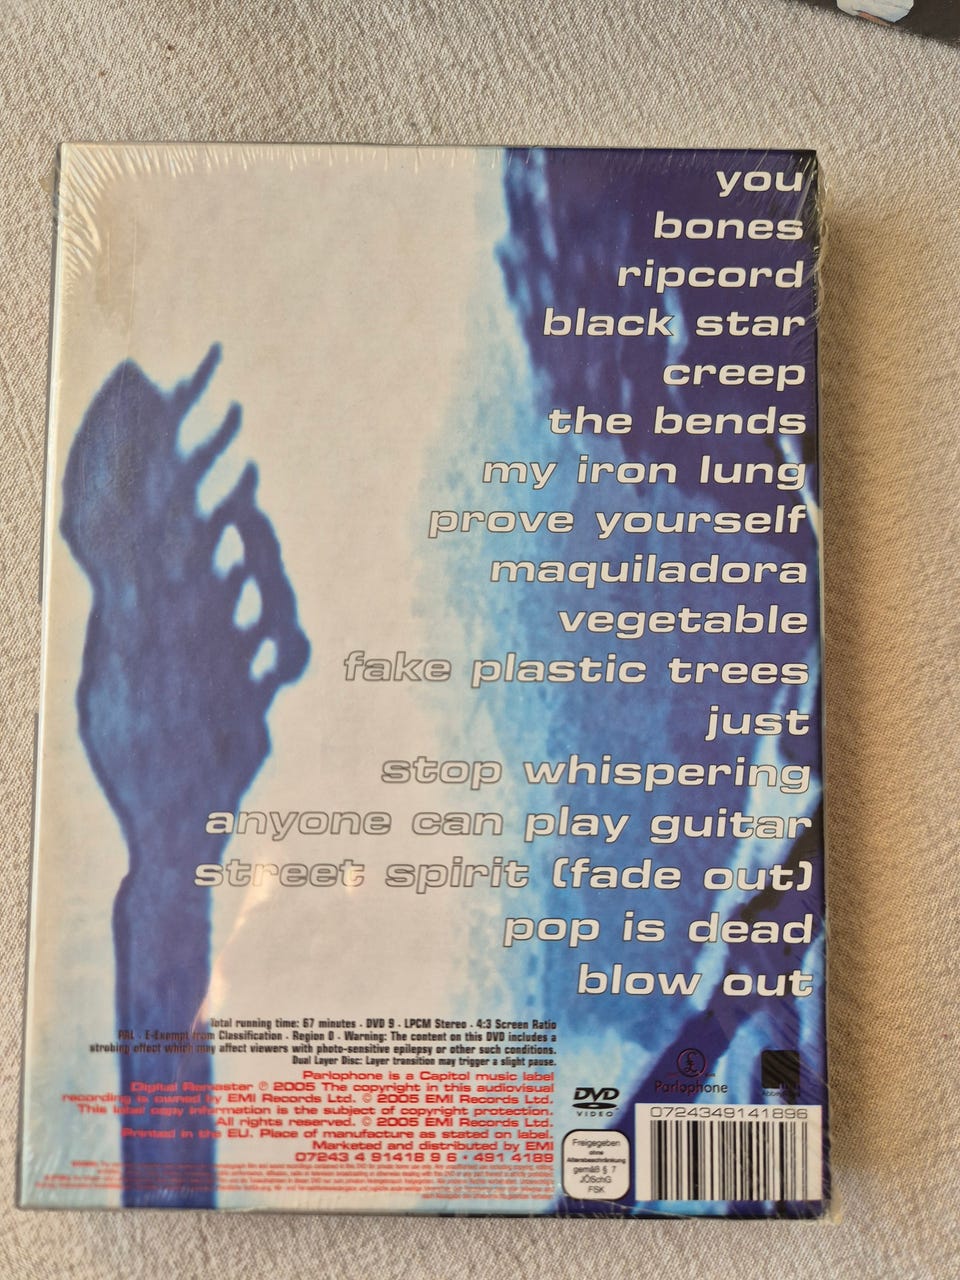 you
bones
ripcord
black star
creep
the bends
my iron lung
prove yourself
maquiladora
vegetable
fake plastic trees
just
stop whispering
anyone can play guitar
street spirit (fade out)
pop is dead
blow out
Total running time: 67 minutes · DVD 9 · LPCM Stereo · 4:3 Screen Ratio
PAL · E-Exempt from Classification · Region 0 · Warning: The content on this DVD includes a
strobing effect which may affect viewers with photo-sensitive epilepsy or other such conditions.
Dual Layer Disc: Layer transition may trigger a slight pause.
Parlophone is a Capitol music label
Digital Remaster ℗ 2005 The copyright in this audiovisual
recording is owned by EMI Records Ltd. © 2005 EMI Records Ltd.
This label copy information is the subject of copyright protection.
All rights reserved. © 2005 EMI Records Ltd.
Printed in the EU. Place of manufacture as stated on label.
Marketed and distributed by EMI
07243 4 91418 9 6 · 491 4189
DVD
VIDEO
£
Parlophone
Freigegeben
ohne
Altersbeschränkung
gemäß § 7
JÖSchG
FSK
0724349141896